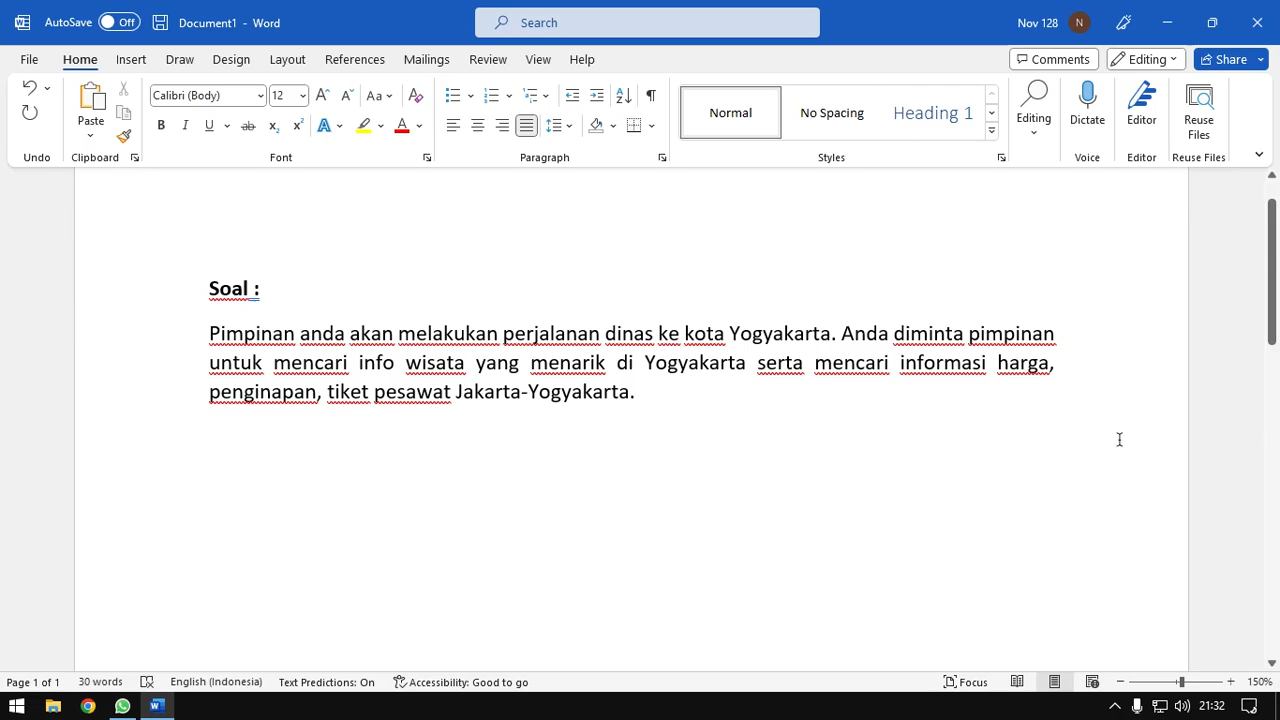 AutoSave Off Document1 - Word Search Nov 128 N
File Home Insert Draw Design Layout References Mailings Review View Help Comments Editing Share
Calibri (Body) 12 Normal No Spacing Heading 1
Paste Editing Dictate Editor Reuse Files
Undo Clipboard Font Paragraph Styles Voice Editor Reuse Files
Soal :
Pimpinan anda akan melakukan perjalanan dinas ke kota Yogyakarta. Anda diminta pimpinan
untuk mencari info wisata yang menarik di Yogyakarta serta mencari informasi harga,
penginapan, tiket pesawat Jakarta-Yogyakarta.
Page 1 of 1 30 words English (Indonesia) Text Predictions: On Accessibility: Good to go Focus 150%
21:32